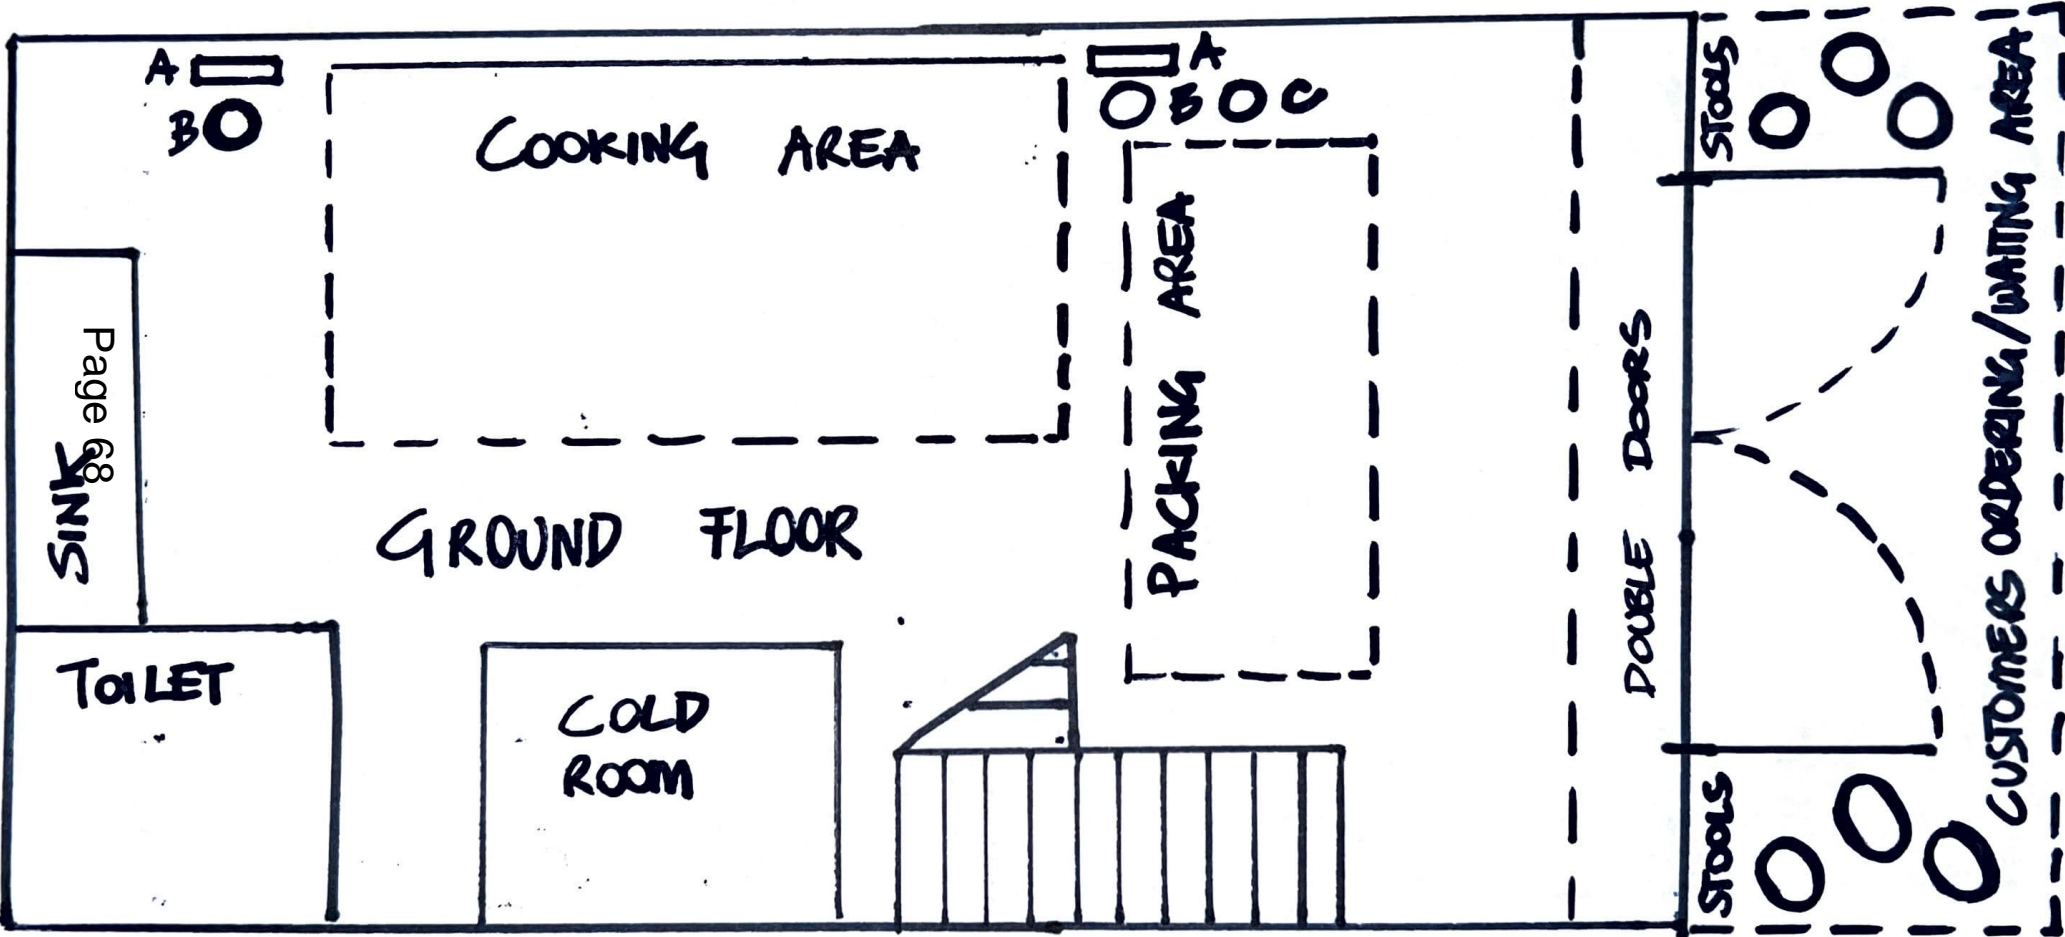 A
B
COOKING AREA
A
B
C
STOOLS
PACKING AREA
DOUBLE DOORS
CUSTOMERS ORDERING/WAITING AREA
Page 68
SINK
GROUND FLOOR
TOILET
COLD
ROOM
STOOLS